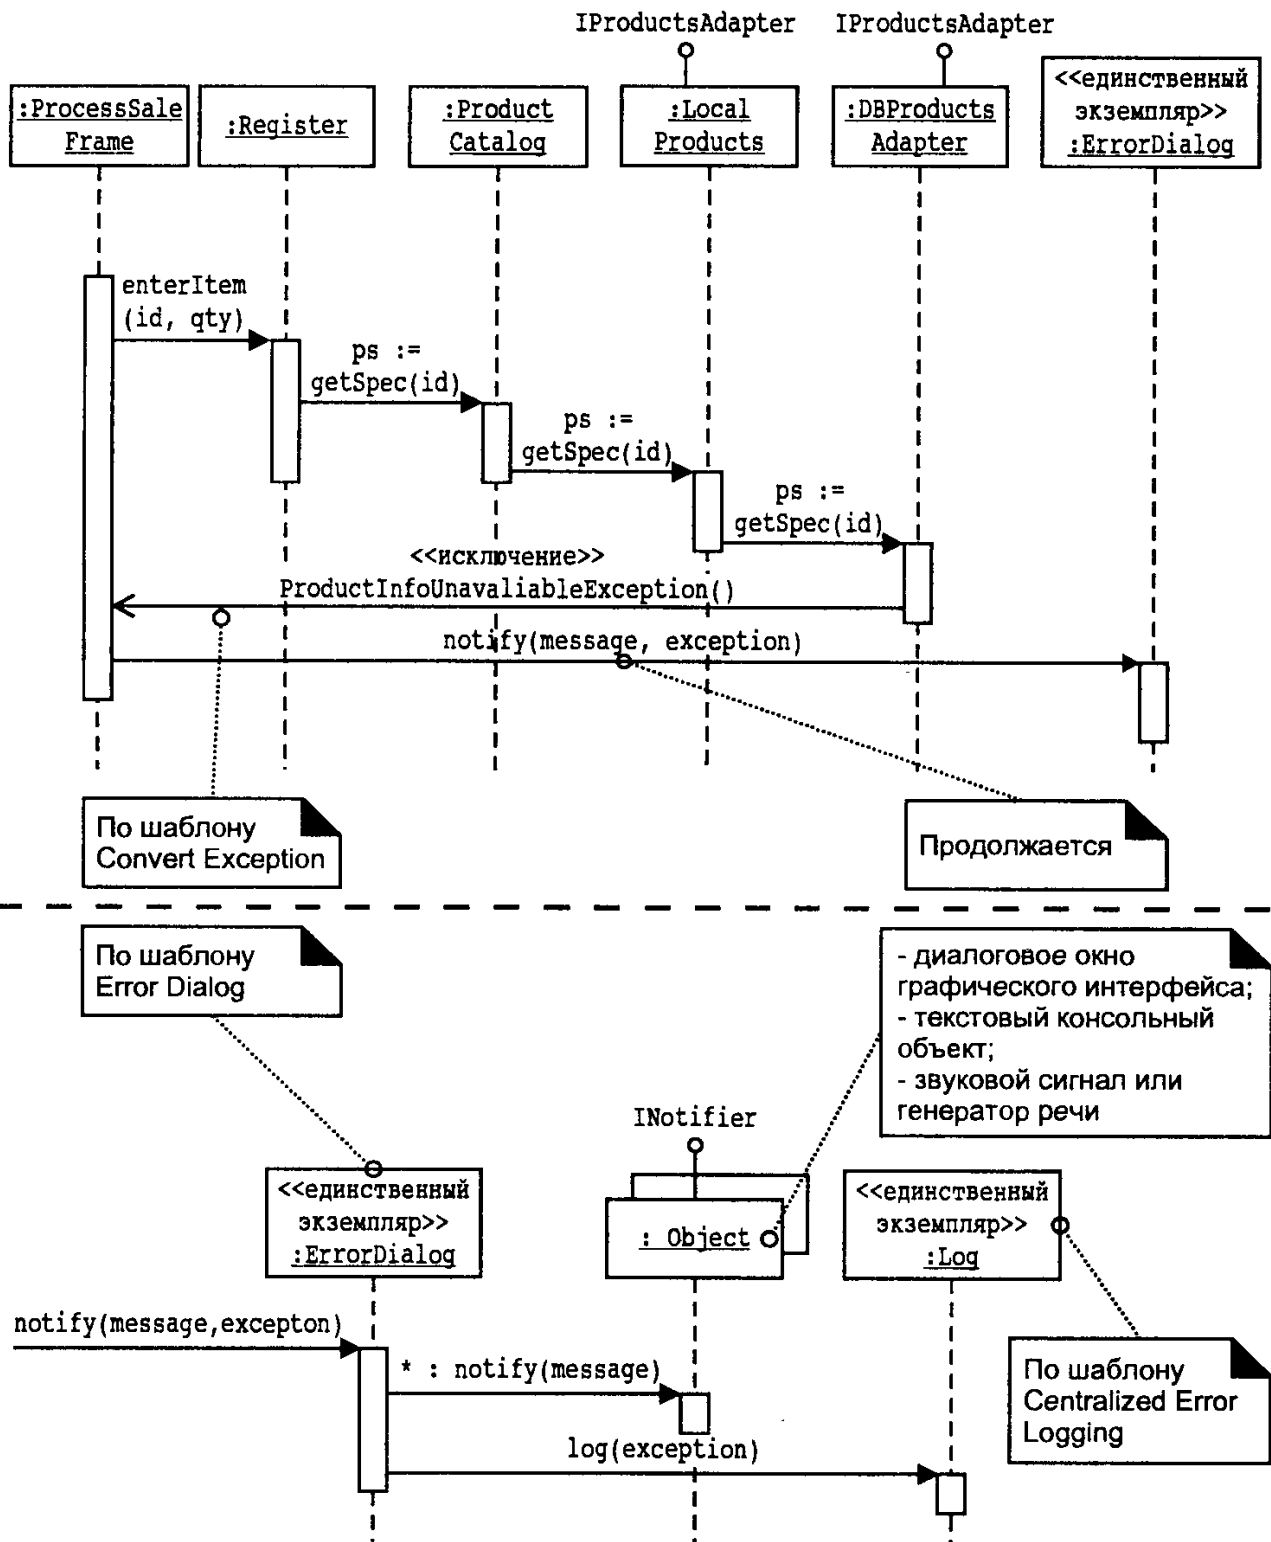 IProductsAdapter
IProductsAdapter
:ProcessSale
Frame
:Register
:Product
Catalog
:Local
Products
:DBProducts
Adapter
<<единственный
экземпляр>>
:ErrorDialog
enterItem
(id, qty)
ps :=
getSpec(id)
ps :=
getSpec(id)
ps :=
getSpec(id)
<<исключение>>
ProductInfoUnavaliableException()
notify(message, exception)
По шаблону
Convert Exception
Продолжается
По шаблону
Error Dialog
- диалоговое окно
графического интерфейса;
- текстовый консольный
объект;
- звуковой сигнал или
генератор речи
INotifier
<<единственный
экземпляр>>
:ErrorDialog
: Object
<<единственный
экземпляр>>
:Log
notify(message,excepton)
* : notify(message)
log(exception)
По шаблону
Centralized Error
Logging